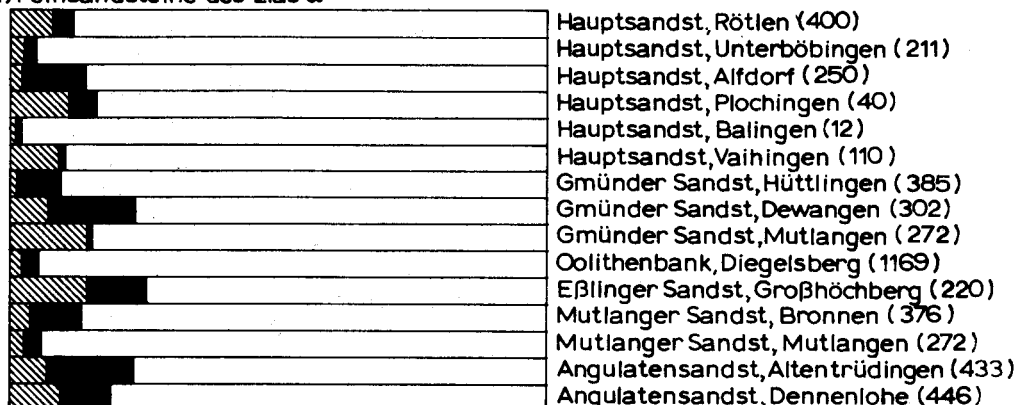 Hauptsandst, Rötlen (400)
Hauptsandst, Unterböbingen (211)
Hauptsandst, Alfdorf (250)
Hauptsandst, Plochingen (40)
Hauptsandst, Balingen (12)
Hauptsandst, Vaihingen (110)
Gmünder Sandst, Hüttlingen (385)
Gmünder Sandst, Dewangen (302)
Gmünder Sandst, Mutlangen (272)
Oolithenbank, Diegelsberg (1169)
Eßlinger Sandst, Großhöchberg (220)
Mutlanger Sandst, Bronnen (376)
Mutlanger Sandst, Mutlangen (272)
Angulatensandst, Altentrüdingen (433)
Angulatensandst, Dennenlohe (446)